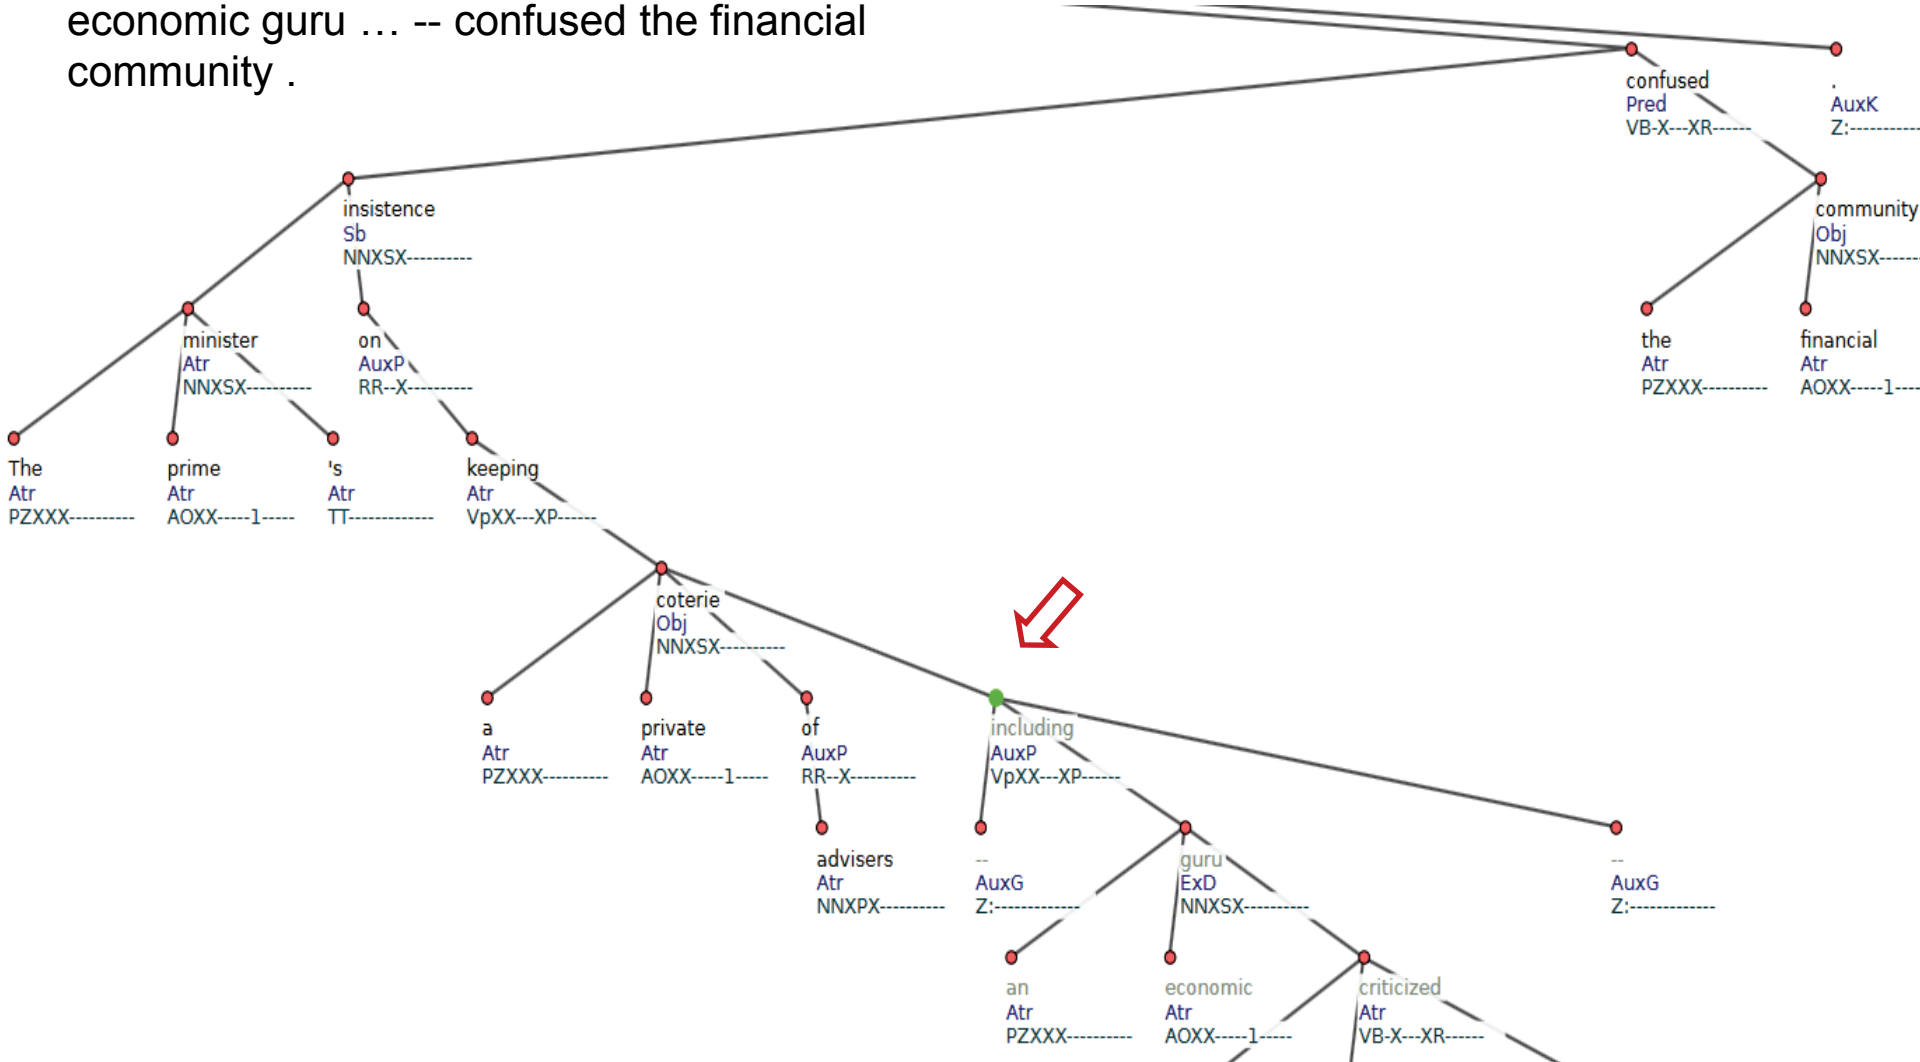 economic guru … -- confused the financial
community .
confused
Pred
VB-X---XR------
.
AuxK
Z:-----------
insistence
Sb
NNXSX----------
community
Obj
NNXSX-----
minister
Atr
NNXSX----------
on
AuxP
RR--X----------
the
Atr
PZXXX----------
financial
Atr
AOXX-----1----
The
Atr
PZXXX----------
prime
Atr
AOXX-----1-----
's
Atr
TT-------------
keeping
Atr
VpXX---XP------
coterie
Obj
NNXSX----------
a
Atr
PZXXX----------
private
Atr
AOXX-----1-----
of
AuxP
RR--X----------
including
AuxP
VpXX---XP------
advisers
Atr
NNXPX----------
--
AuxG
Z:-------------
guru
ExD
NNXSX----------
--
AuxG
Z:-------------
an
Atr
PZXXX----------
economic
Atr
AOXX-----1-----
criticized
Atr
VB-X---XR------